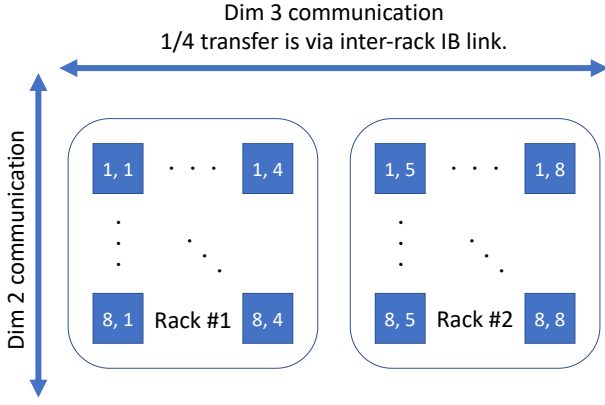 Dim 3 communication
1/4 transfer is via inter-rack IB link.
Dim 2 communication
1, 1 . . . 1, 4
1, 5 . . . 1, 8
8, 1 Rack #1 8, 4
8, 5 Rack #2 8, 8